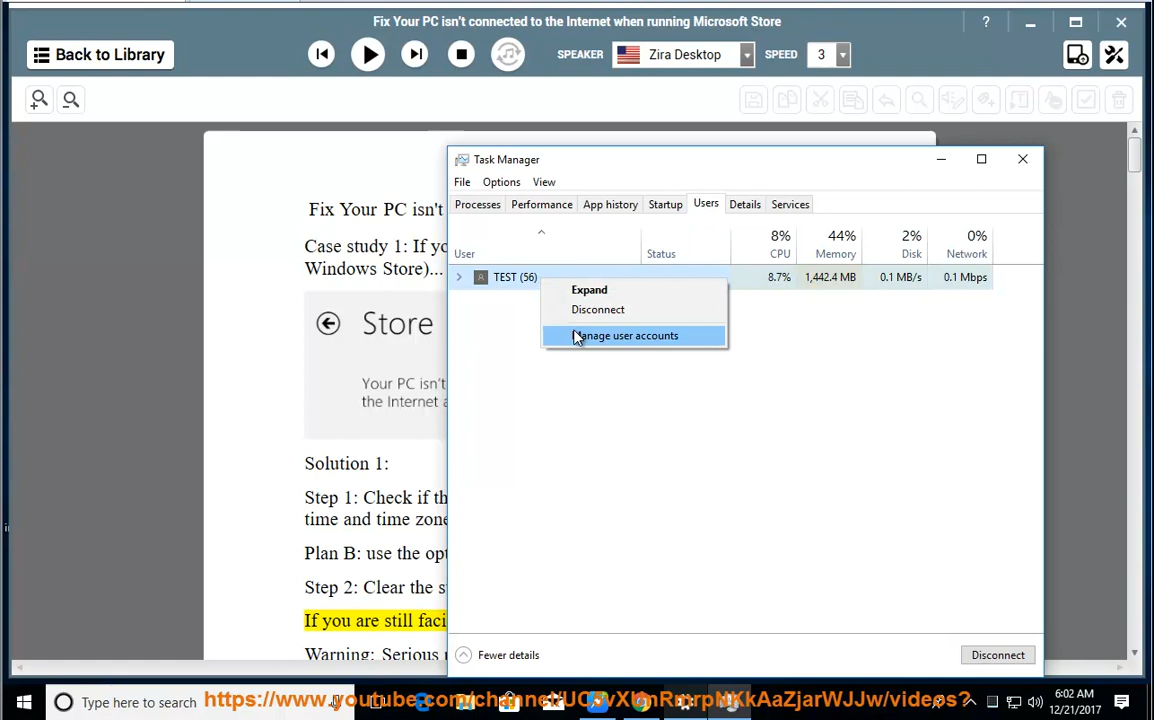 Fix Your PC isn't connected to the Internet when running Microsoft Store
?
Back to Library
SPEAKER Zira Desktop SPEED 3
Fix Your PC isn't
Case study 1: If yo
Windows Store)...
Store
Your PC isn't
the Internet a
Solution 1:
Step 1: Check if th
time and time zone
Plan B: use the opt
Step 2: Clear the s
If you are still faci
Warning: Serious
Task Manager
File Options View
Processes Performance App history Startup Users Details Services
8% 44% 2% 0%
User Status CPU Memory Disk Network
TEST (56) 8.7% 1,442.4 MB 0.1 MB/s 0.1 Mbps
Expand
Disconnect
Manage user accounts
Fewer details Disconnect
Type here to search
6:02 AM
12/21/2017